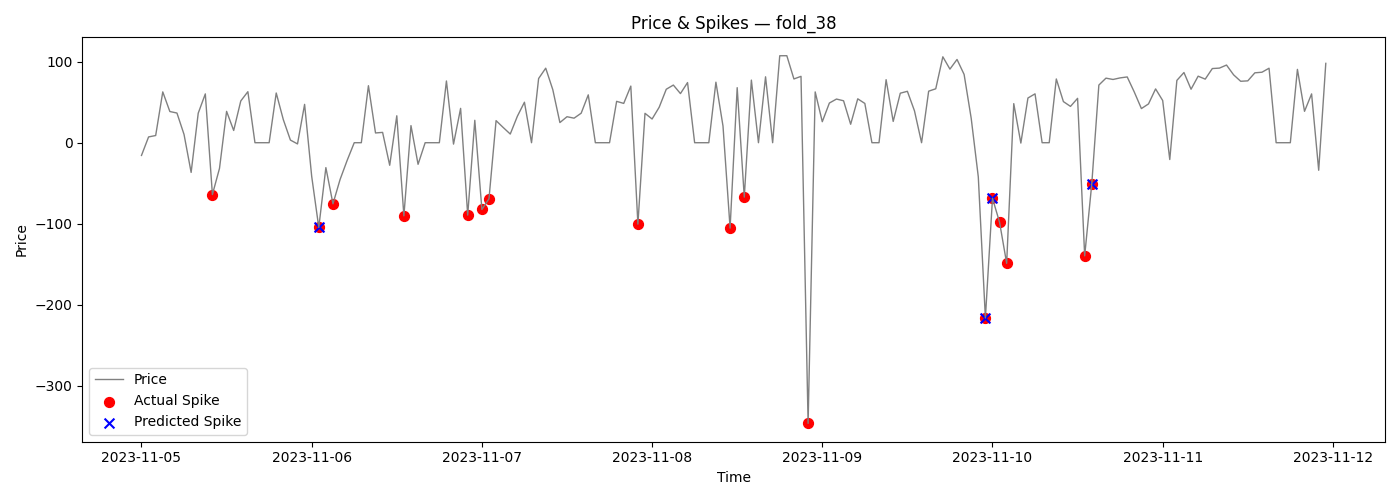 Price & Spikes — fold_38
100
0
−100
−200
−300
Price
Price
Actual Spike
Predicted Spike
2023-11-05
2023-11-06
2023-11-07
2023-11-08
2023-11-09
2023-11-10
2023-11-11
2023-11-12
Time